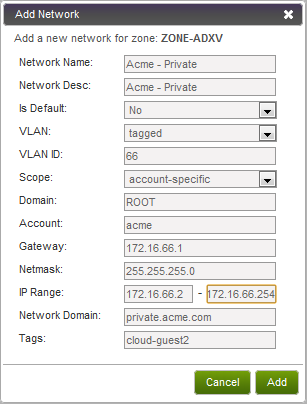 Add Network
Add a new network for zone: ZONE-ADXV
Network Name: Acme - Private
Network Desc: Acme - Private
Is Default: No
VLAN: tagged
VLAN ID: 66
Scope: account-specific
Domain: ROOT
Account: acme
Gateway: 172.16.66.1
Netmask: 255.255.255.0
IP Range: 172.16.66.2 - 172.16.66.254
Network Domain: private.acme.com
Tags: cloud-guest2
Cancel Add